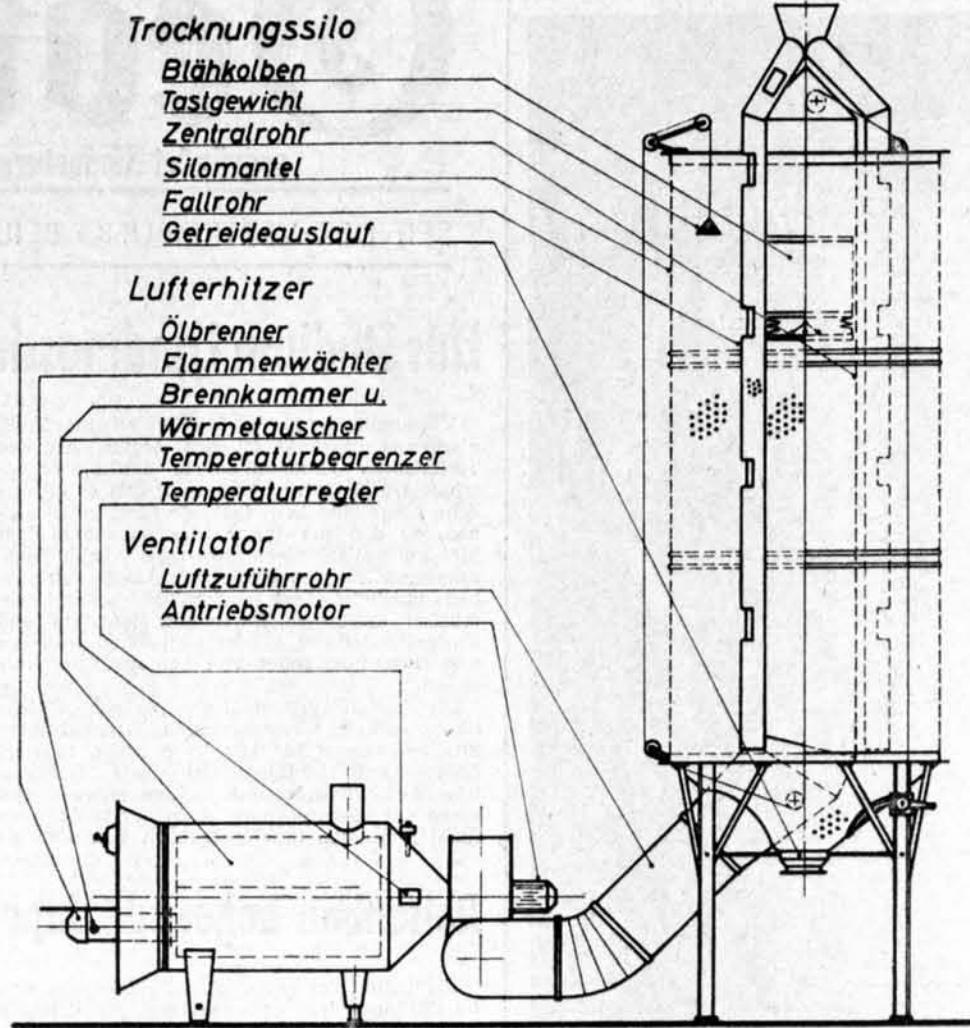 Trocknungssilo
Blähkolben
Tastgewicht
Zentralrohr
Silomantel
Fallrohr
Getreideauslauf
Lufterhitzer
Ölbrenner
Flammenwächter
Brennkammer u.
Wärmetauscher
Temperaturbegrenzer
Temperaturregler
Ventilator
Luftzuführrohr
Antriebsmotor